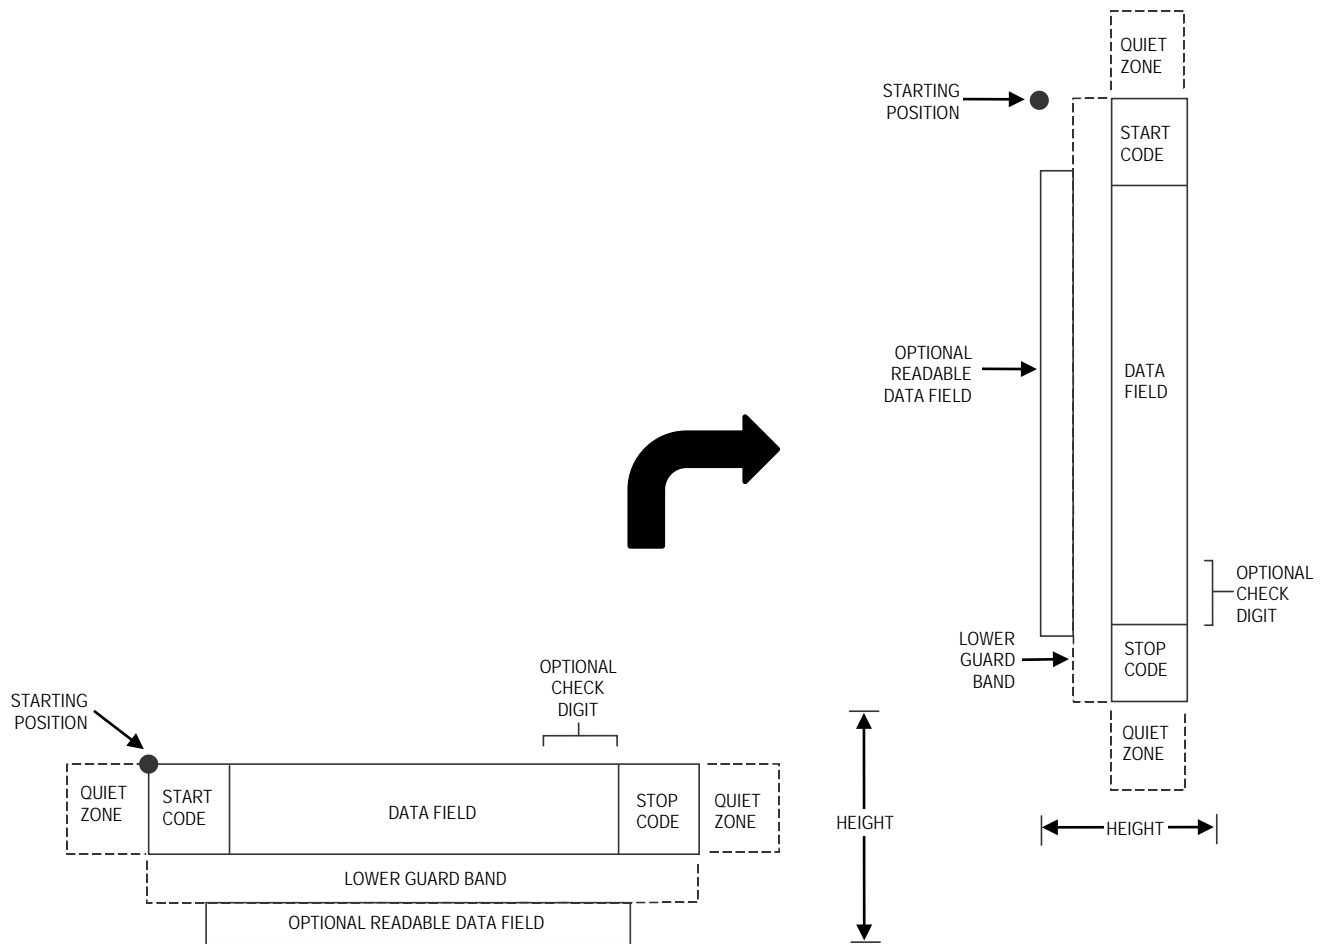 QUIET
ZONE
STARTING
POSITION
START
CODE
OPTIONAL
READABLE
DATA FIELD
DATA
FIELD
OPTIONAL
CHECK
DIGIT
LOWER
GUARD
BAND
STOP
CODE
QUIET
ZONE
HEIGHT
OPTIONAL
CHECK
DIGIT
STARTING
POSITION
QUIET
ZONE
START
CODE
DATA FIELD
STOP
CODE
QUIET
ZONE
HEIGHT
LOWER GUARD BAND
OPTIONAL READABLE DATA FIELD